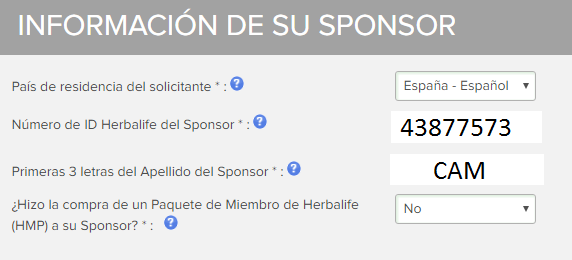 INFORMACIÓN DE SU SPONSOR
País de residencia del solicitante * : ? España - Español
Número de ID Herbalife del Sponsor * : ? 43877573
Primeras 3 letras del Apellido del Sponsor * : ? CAM
¿Hizo la compra de un Paquete de Miembro de Herbalife
(HMP) a su Sponsor? * : ? No